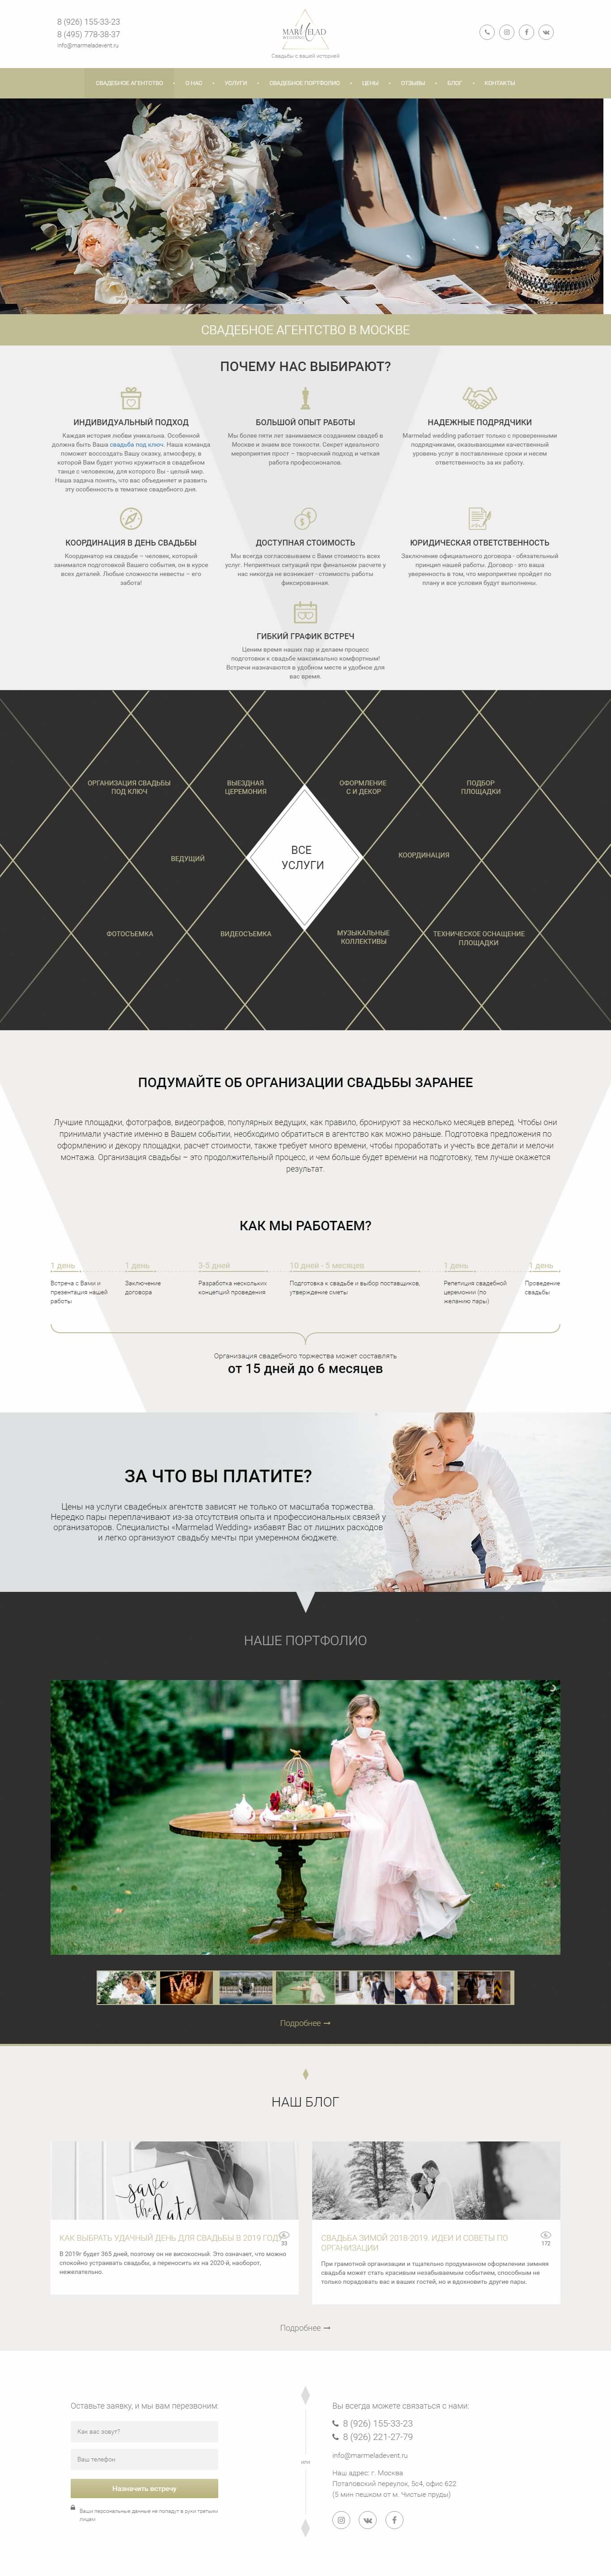 8 (926) 155-33-23
8 (495) 778-38-37
info@marmeladevent.ru
MARMELAD
WEDDING
Свадьбы с вашей историей
СВАДЕБНОЕ АГЕНТСТВО • О НАС • УСЛУГИ • СВАДЕБНОЕ ПОРТФОЛИО • ЦЕНЫ • ОТЗЫВЫ • БЛОГ • КОНТАКТЫ
СВАДЕБНОЕ АГЕНТСТВО В МОСКВЕ
ПОЧЕМУ НАС ВЫБИРАЮТ?
ИНДИВИДУАЛЬНЫЙ ПОДХОД
Каждая история любви уникальна. Особенной
должна быть Ваша свадьба под ключ. Наша команда
поможет воссоздать Вашу сказку, атмосферу, в
которой Вам будет уютно кружиться в свадебном
танце с человеком, для которого Вы - целый мир.
Наша задача понять, что вас объединяет и развить
эту особенность в тематике свадебного дня.
БОЛЬШОЙ ОПЫТ РАБОТЫ
Мы более пяти лет занимаемся созданием свадеб в
Москве и знаем все тонкости. Секрет идеального
мероприятия прост – творческий подход и четкая
работа профессионалов.
НАДЕЖНЫЕ ПОДРЯДЧИКИ
Marmelad wedding работает только с проверенными
подрядчиками, оказывающими качественный
уровень услуг в поставленные сроки и несем
ответственность за их работу.
КООРДИНАЦИЯ В ДЕНЬ СВАДЬБЫ
Координатор на свадьбе – человек, который
занимался подготовкой Вашего события, он в курсе
всех деталей. Любые сложности невесты – его
забота!
ДОСТУПНАЯ СТОИМОСТЬ
Мы всегда согласовываем с Вами стоимость всех
услуг. Неприятных ситуаций при финальном расчете у
нас никогда не возникает - стоимость работы
фиксированная.
ЮРИДИЧЕСКАЯ ОТВЕТСТВЕННОСТЬ
Заключение официального договора - обязательный
принцип нашей работы. Договор - это ваша
уверенность в том, что мероприятие пройдет по
плану и все условия будут выполнены.
ГИБКИЙ ГРАФИК ВСТРЕЧ
Ценим время наших пар и делаем процесс
подготовки к свадьбе максимально комфортным!
Встречи назначаются в удобном месте и удобное для
вас время.
ОРГАНИЗАЦИЯ СВАДЬБЫ
ПОД КЛЮЧ
ВЫЕЗДНАЯ
ЦЕРЕМОНИЯ
ОФОРМЛЕНИЕ
С И ДЕКОР
ПОДБОР
ПЛОЩАДКИ
ВЕДУЩИЙ
ВСЕ
УСЛУГИ
КООРДИНАЦИЯ
ФОТОСЪЕМКА
ВИДЕОСЪЕМКА
МУЗЫКАЛЬНЫЕ
КОЛЛЕКТИВЫ
ТЕХНИЧЕСКОЕ ОСНАЩЕНИЕ
ПЛОЩАДКИ
ПОДУМАЙТЕ ОБ ОРГАНИЗАЦИИ СВАДЬБЫ ЗАРАНЕЕ
Лучшие площадки, фотографов, видеографов, популярных ведущих, как правило, бронируют за несколько месяцев вперед. Чтобы они
принимали участие именно в Вашем событии, необходимо обратиться в агентство как можно раньше. Подготовка предложения по
оформлению и декору площадки, расчет стоимости, также требует много времени, чтобы проработать и учесть все детали и мелочи
монтажа. Организация свадьбы – это продолжительный процесс, и чем больше будет времени на подготовку, тем лучше окажется
результат.
КАК МЫ РАБОТАЕМ?
1 день
Встреча с Вами и
презентация нашей
работы
1 день
Заключение
договора
3-5 дней
Разработка нескольких
концепций проведения
10 дней - 5 месяцев
Подготовка к свадьбе и выбор поставщиков,
утверждение сметы
1 день
Репетиция свадебной
церемонии (по
желанию пары)
1 день
Проведение
свадьбы
Организация свадебного торжества может составлять
от 15 дней до 6 месяцев
ЗА ЧТО ВЫ ПЛАТИТЕ?
Цены на услуги свадебных агентств зависят не только от масштаба торжества.
Нередко пары переплачивают из-за отсутствия опыта и профессиональных связей у
организаторов. Специалисты «Marmelad Wedding» избавят Вас от лишних расходов
и легко организуют свадьбу мечты при умеренном бюджете.
НАШЕ ПОРТФОЛИО
Подробнее →
НАШ БЛОГ
save
the
date
КАК ВЫБРАТЬ УДАЧНЫЙ ДЕНЬ ДЛЯ СВАДЬБЫ В 2019 ГОДУ?
33
В 2019г будет 365 дней, поэтому он не високосный. Это означает, что можно
спокойно устраивать свадьбы, а переносить их на 2020-й, наоборот,
нежелательно.
СВАДЬБА ЗИМОЙ 2018-2019. ИДЕИ И СОВЕТЫ ПО
ОРГАНИЗАЦИИ
172
При грамотной организации и тщательно продуманном оформлении зимняя
свадьба может стать красивым незабываемым событием, способным не
только порадовать вас и ваших гостей, но и вдохновить другие пары.
Подробнее →
Оставьте заявку, и мы вам перезвоним:
Как вас зовут?
Ваш телефон
Назначить встречу
Ваши персональные данные не попадут в руки третьим
лицам
или
Вы всегда можете связаться с нами:
8 (926) 155-33-23
8 (926) 221-27-79
info@marmeladevent.ru
Наш адрес: г. Москва
Потаповский переулок, 5с4, офис 622
(5 мин пешком от м. Чистые пруды)